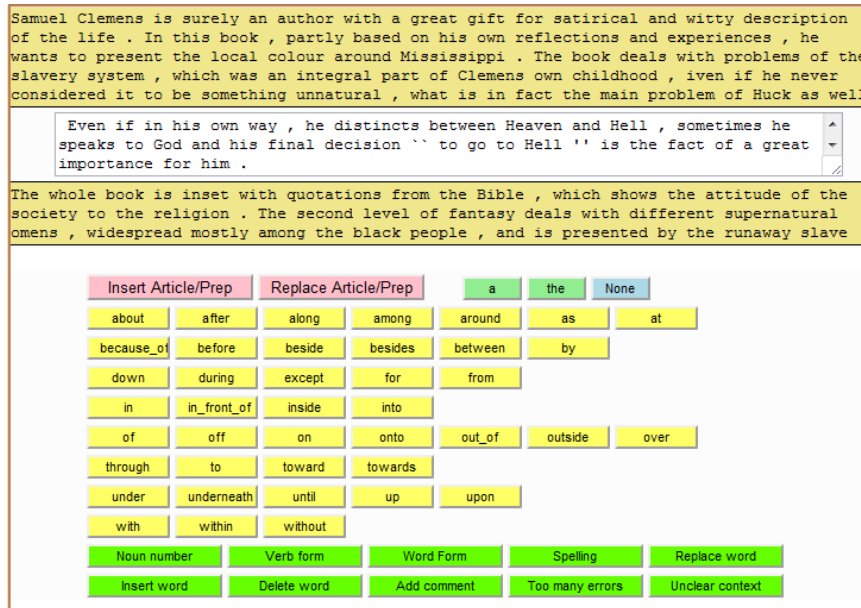 Samuel Clemens is surely an author with a great gift for satirical and witty description
of the life . In this book , partly based on his own reflections and experiences , he
wants to present the local colour around Mississippi . The book deals with problems of the
slavery system , which was an integral part of Clemens own childhood , iven if he never
considered it to be something unnatural , what is in fact the main problem of Huck as well
Even if in his own way , he distincts between Heaven and Hell , sometimes he
speaks to God and his final decision `` to go to Hell '' is the fact of a great
importance for him .
The whole book is inset with quotations from the Bible , which shows the attitude of the
society to the religion . The second level of fantasy deals with different supernatural
omens , widespread mostly among the black people , and is presented by the runaway slave
Insert Article/Prep Replace Article/Prep a the None
about after along among around as at
because_of before beside besides between by
down during except for from
in in_front_of inside into
of off on onto out_of outside over
through to toward towards
under underneath until up upon
with within without
Noun number Verb form Word Form Spelling Replace word
Insert word Delete word Add comment Too many errors Unclear context